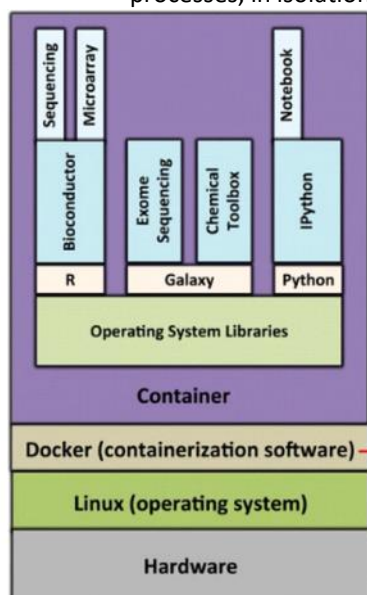 processes, in isolation
Sequencing
Microarray
Notebook
Bioconductor
Exome
Sequencing
Chemical
Toolbox
IPython
R
Galaxy
Python
Operating System Libraries
Container
Docker (containerization software)
Linux (operating system)
Hardware